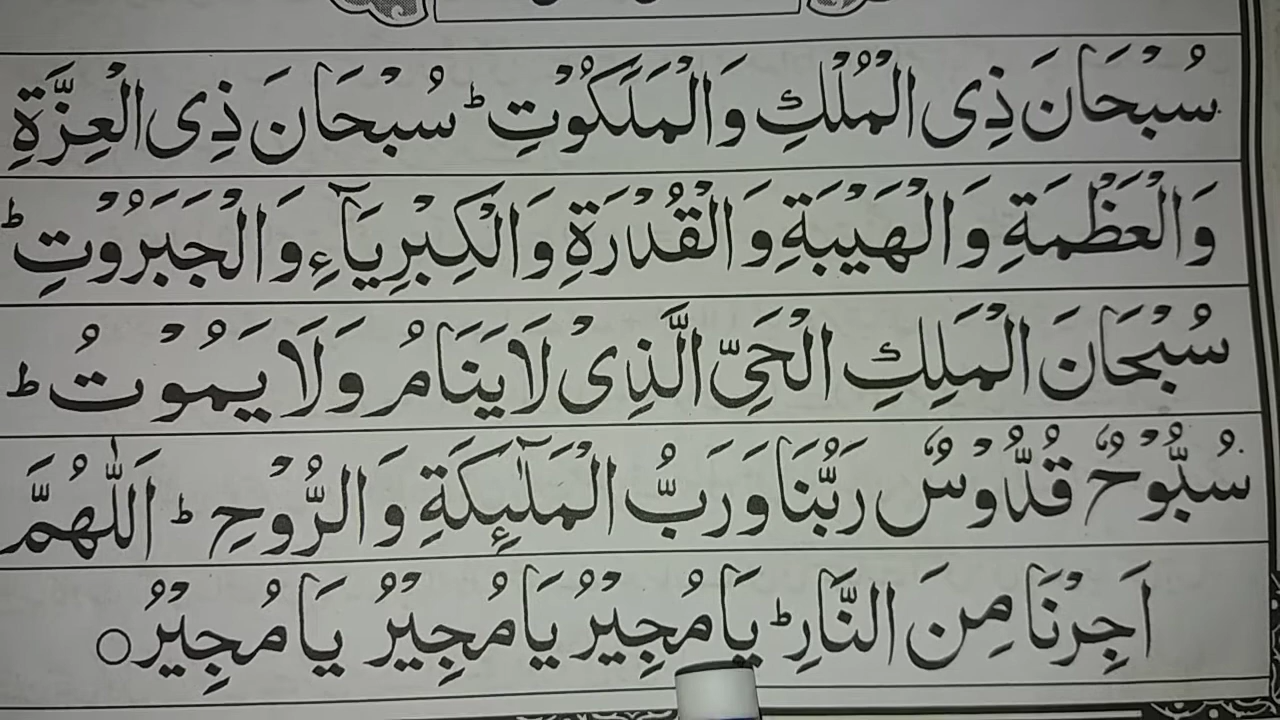 سُبْحَانَ ذِی الْمُلْكِ وَالْمَلَكُوْتِ ؕ سُبْحَانَ ذِی الْعِزَّةِ
وَالْعَظْمَةِ وَالْهَيْبَةِ وَالْقُدْرَةِ وَالْكِبْرِيَآءِ وَالْجَبَرُوْتِ ؕ
سُبْحَانَ الْمَلِكِ الْحَیِّ الَّذِیْ لَا يَنَامُ وَلَا يَمُوْتُ ؕ
سُبُّوْحٌ قُدُّوْسٌ رَبُّنَا وَرَبُّ الْمَلٰٓئِكَةِ وَالرُّوْحِ ؕ اَللّٰهُمَّ
اَجِرْنَا مِنَ النَّارِ ؕ يَا مُجِيْرُ يَا مُجِيْرُ يَا مُجِيْرُ ○